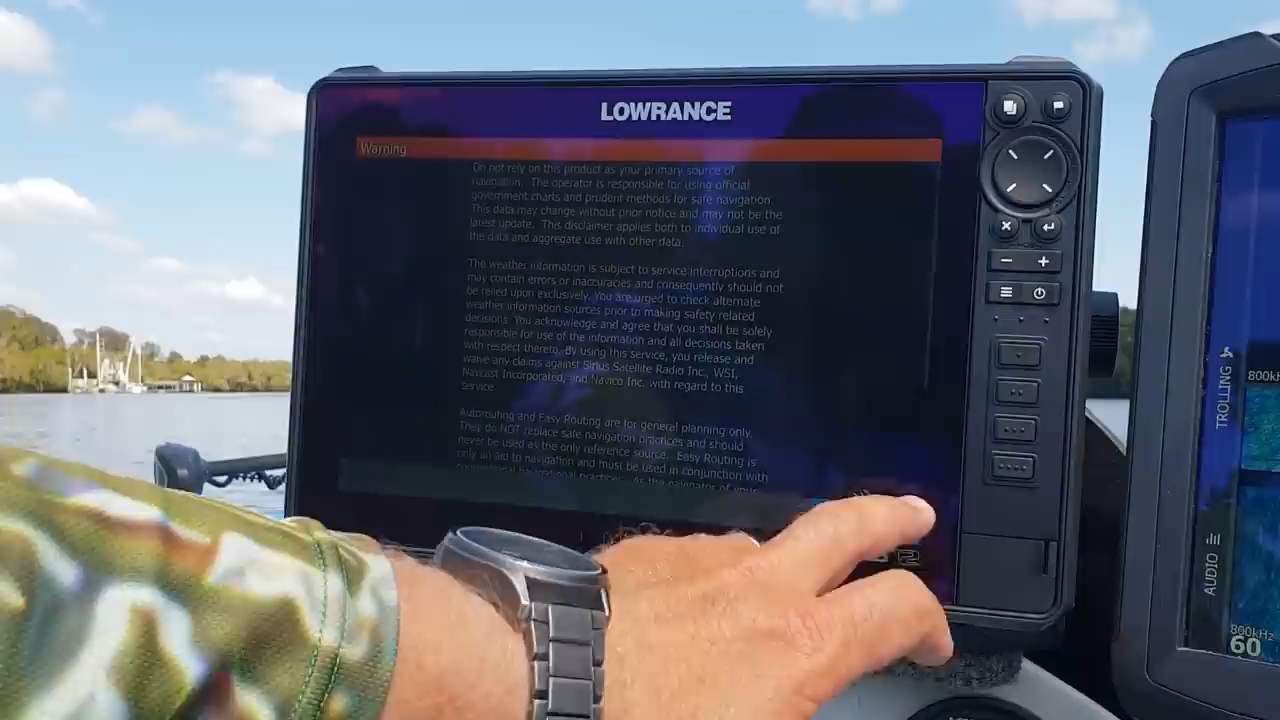 LOWRANCE
Warning
Do not rely on this product as your primary source of
navigation. The operator is responsible for using official
government charts and prudent methods for safe navigation.
This data may change without prior notice and may not be the
latest update. This disclaimer applies both to individual use of
the data and aggregate use with other data.
The weather information is subject to service interruptions and
may contain errors or inaccuracies and consequently should not
be relied upon exclusively. You are urged to check alternate
weather information sources prior to making safety related
decisions. You acknowledge and agree that you shall be solely
responsible for use of the information and all decisions taken
with respect thereto. By using this service, you release and
waive any claims against Sirius Satellite Radio Inc., WSI,
Navcast Incorporated, and Navico Inc. with regard to this
service.
Autorouting and Easy Routing are for general planning only.
They do NOT replace safe navigation practices and should
never be used as the only reference source. Easy Routing is
only an aid to navigation and must be used in conjunction with
conventional navigational practices. As the navigator of your
TROLLING
AUDIO
800kH
800kHz
60